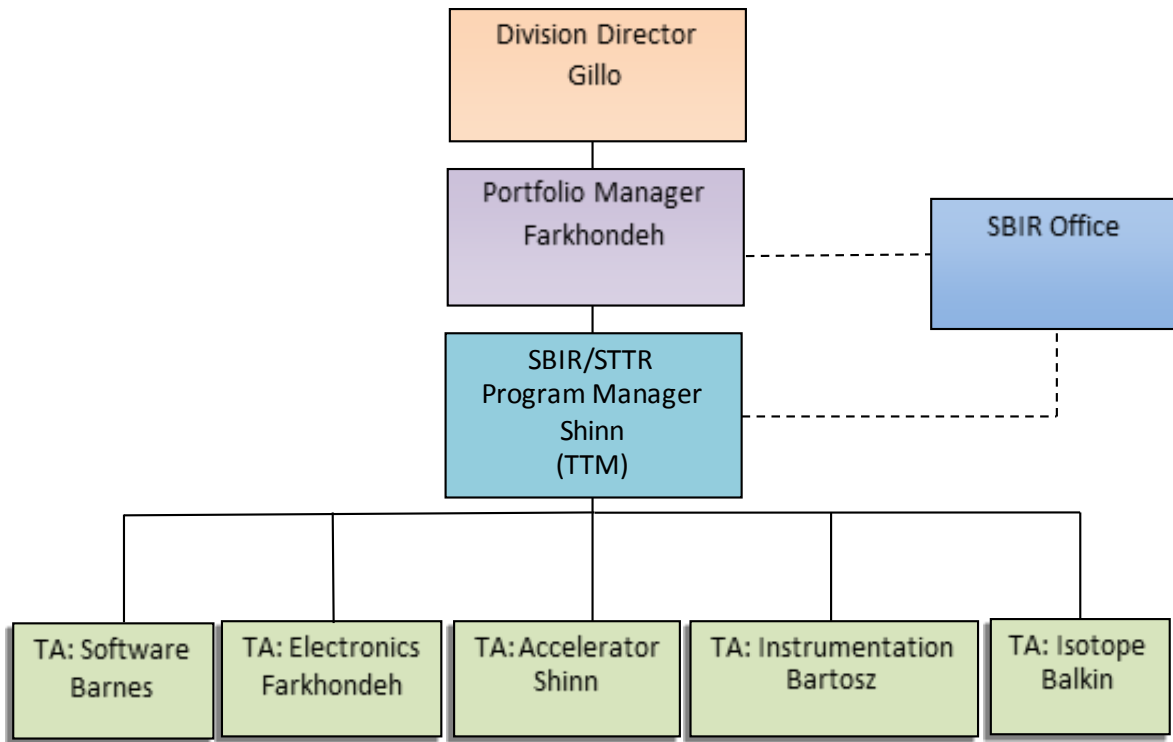 Division Director
Gillo
Portfolio Manager
Farkhondeh
SBIR Office
SBIR/STTR
Program Manager
Shinn
(TTM)
TA: Software
Barnes
TA: Electronics
Farkhondeh
TA: Accelerator
Shinn
TA: Instrumentation
Bartosz
TA: Isotope
Balkin